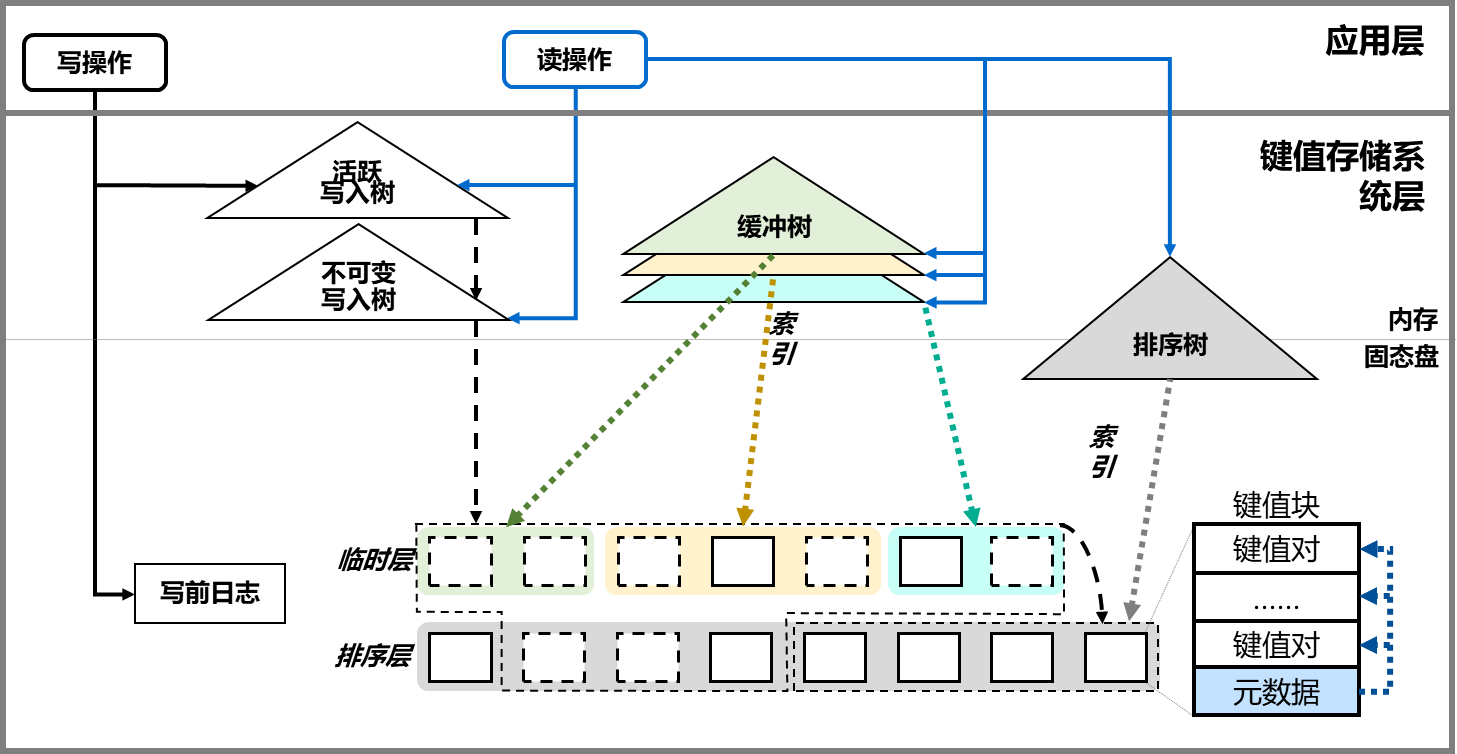 写操作
读操作
应用层
键值存储系
统层
活跃
写入树
缓冲树
不可变
写入树
索
引
排序树
内存
固态盘
索
引
键值块
键值对
……
键值对
元数据
临时层
写前日志
排序层